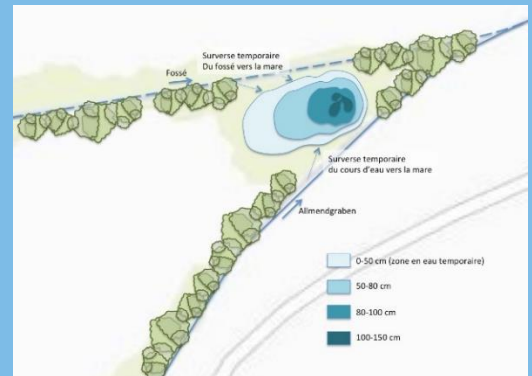 Surverse temporaire
Du fossé vers la mare
Fossé
Surverse temporaire
du cours d'eau vers la mare
Allmendgraben
0-50 cm (zone en eau temporaire)
50-80 cm
80-100 cm
100-150 cm